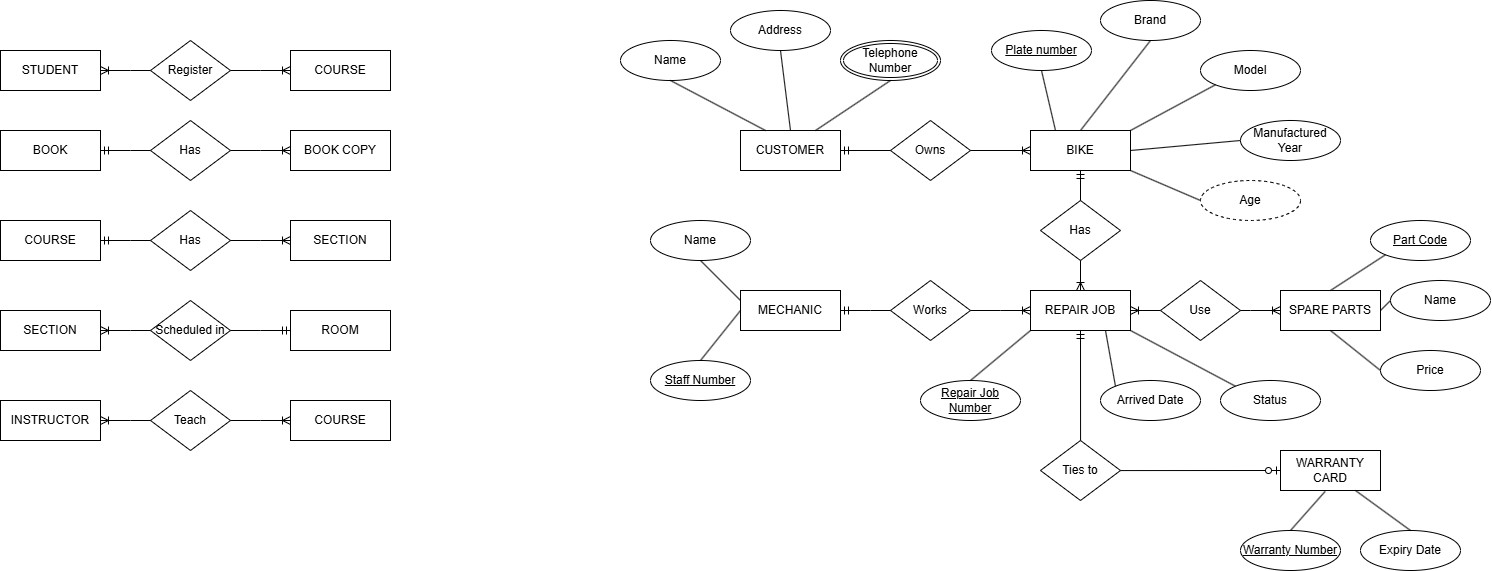 STUDENT
Register
COURSE
BOOK
Has
BOOK COPY
COURSE
Has
SECTION
SECTION
Scheduled in
ROOM
INSTRUCTOR
Teach
COURSE
Name
Address
Telephone
Number
Plate number
Brand
Model
Manufactured
Year
Age
CUSTOMER
Owns
BIKE
Has
Name
MECHANIC
Staff Number
Works
REPAIR JOB
Use
SPARE PARTS
Part Code
Name
Price
Repair Job
Number
Arrived Date
Status
Ties to
WARRANTY
CARD
Warranty Number
Expiry Date